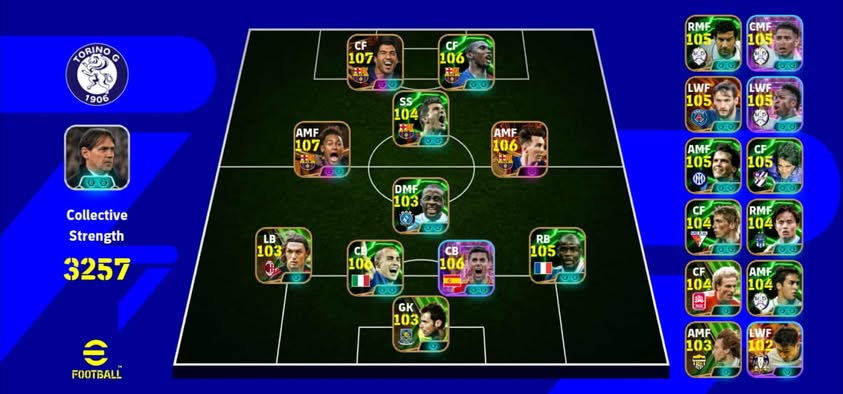 TORINO G
1906
Collective
Strength
3257
FOOTBALL
CF
107
CF
106
SS
104
AMF
107
AMF
106
DMF
103
LB
103
CB
106
CB
106
RB
105
GK
103
RMF
105
CMF
105
LWF
105
LWF
105
AMF
105
CF
105
CF
104
RMF
104
CF
104
AMF
104
AMF
103
LWF
102